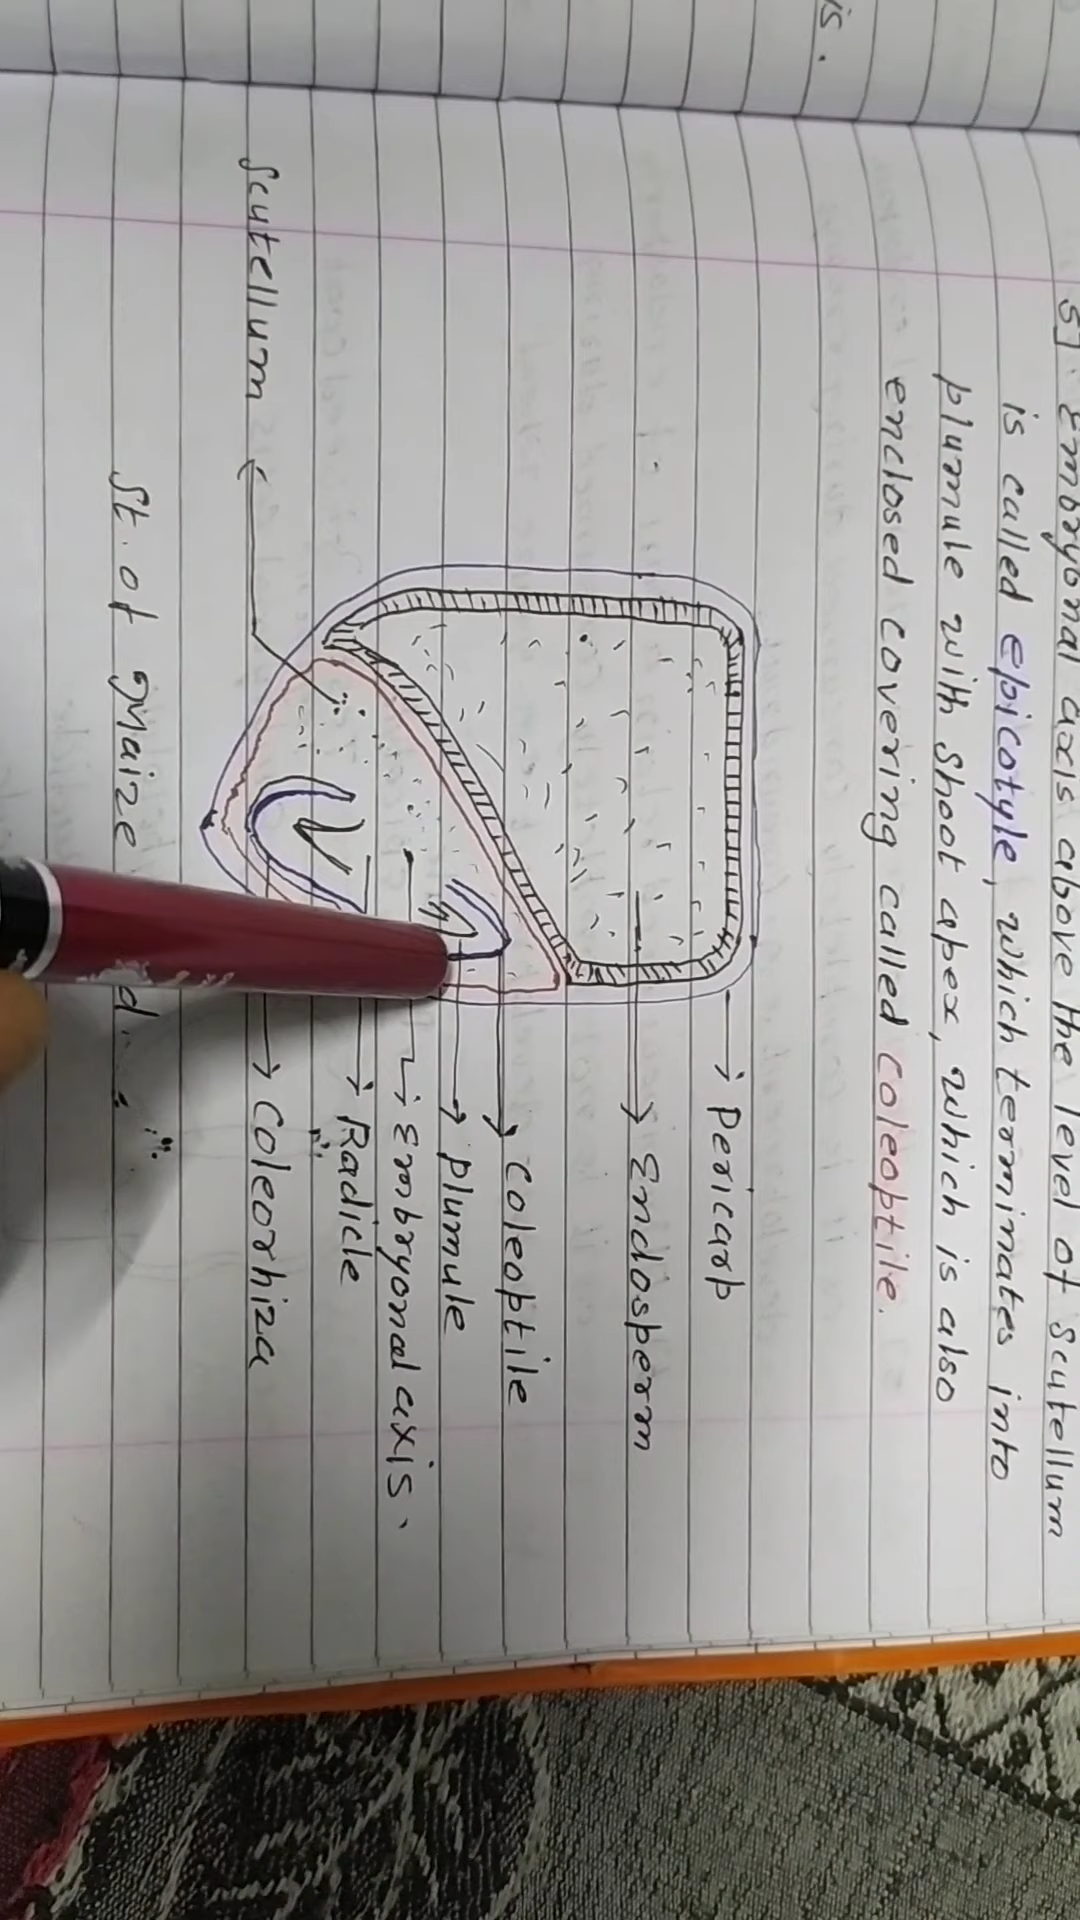 is.
5]. Embryonal axis above the level of scutellum
is called epicotyle, which terminates into
plumule with shoot apex, which is also
enclosed covering called coleoptile.
Pericarp
Endosperm
coleoptile
plumule
Embryonal axis.
Radicle
Coleorhiza
Scutellum
St. of Maize